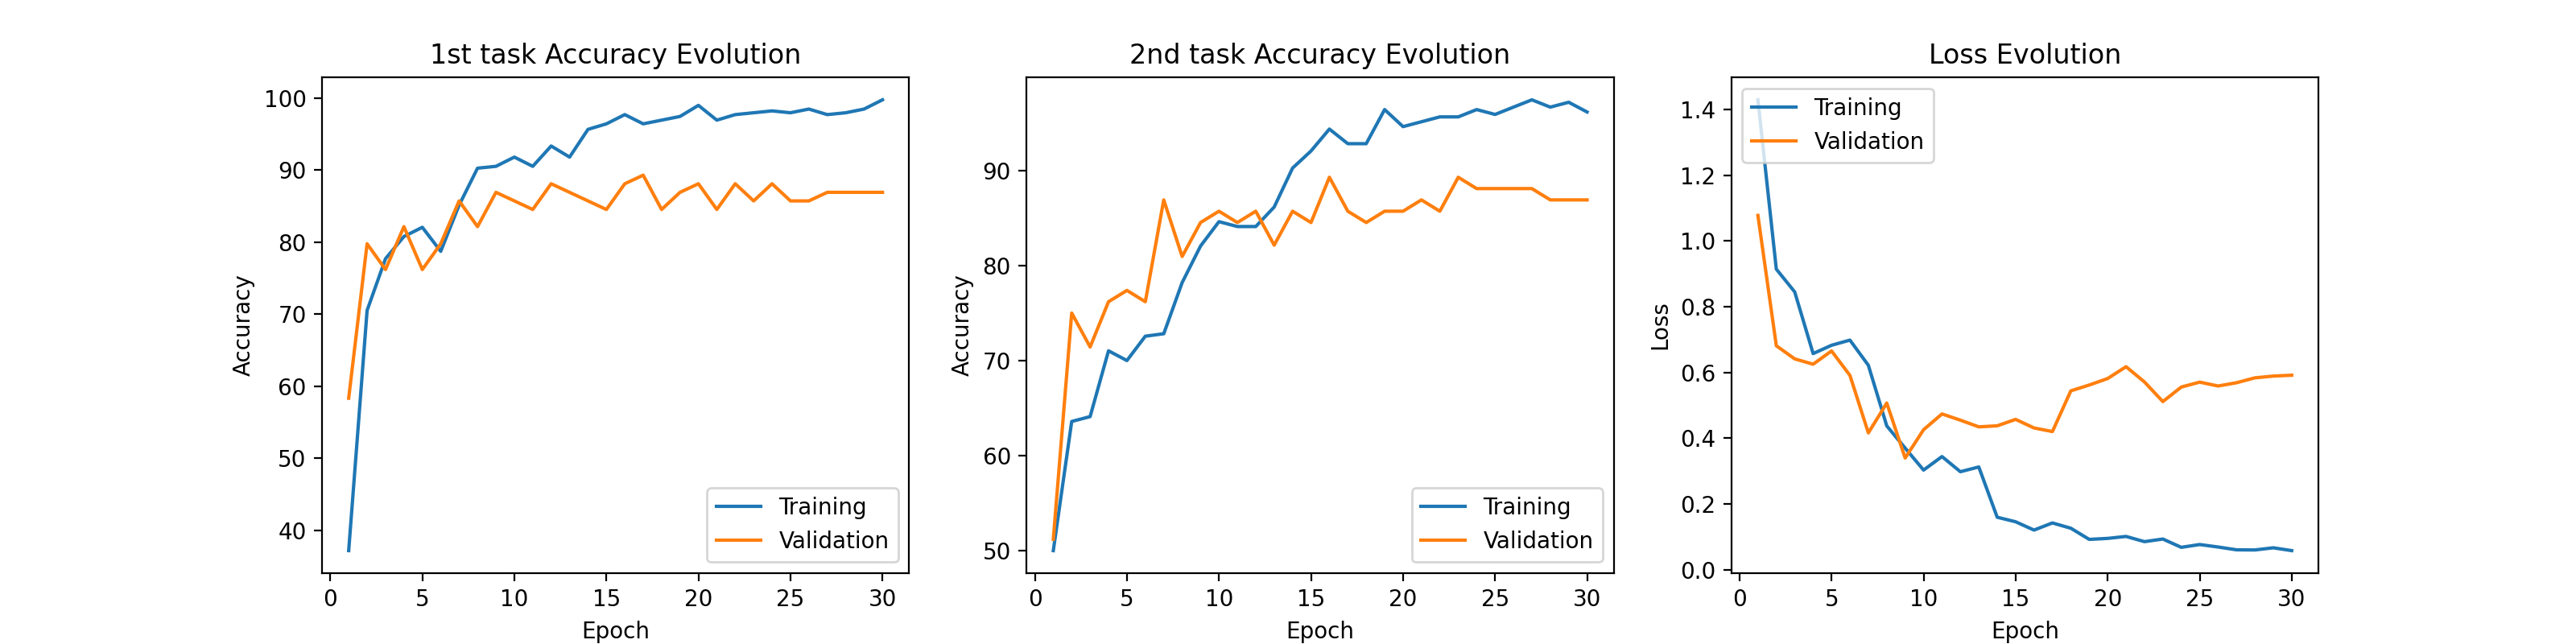 1st task Accuracy Evolution
100
90
80
70
60
50
40
Accuracy
0 5 10 15 20 25 30
Epoch
Training
Validation
2nd task Accuracy Evolution
90
80
70
60
50
Accuracy
0 5 10 15 20 25 30
Epoch
Training
Validation
Loss Evolution
1.4
1.2
1.0
0.8
0.6
0.4
0.2
0.0
Loss
0 5 10 15 20 25 30
Epoch
Training
Validation